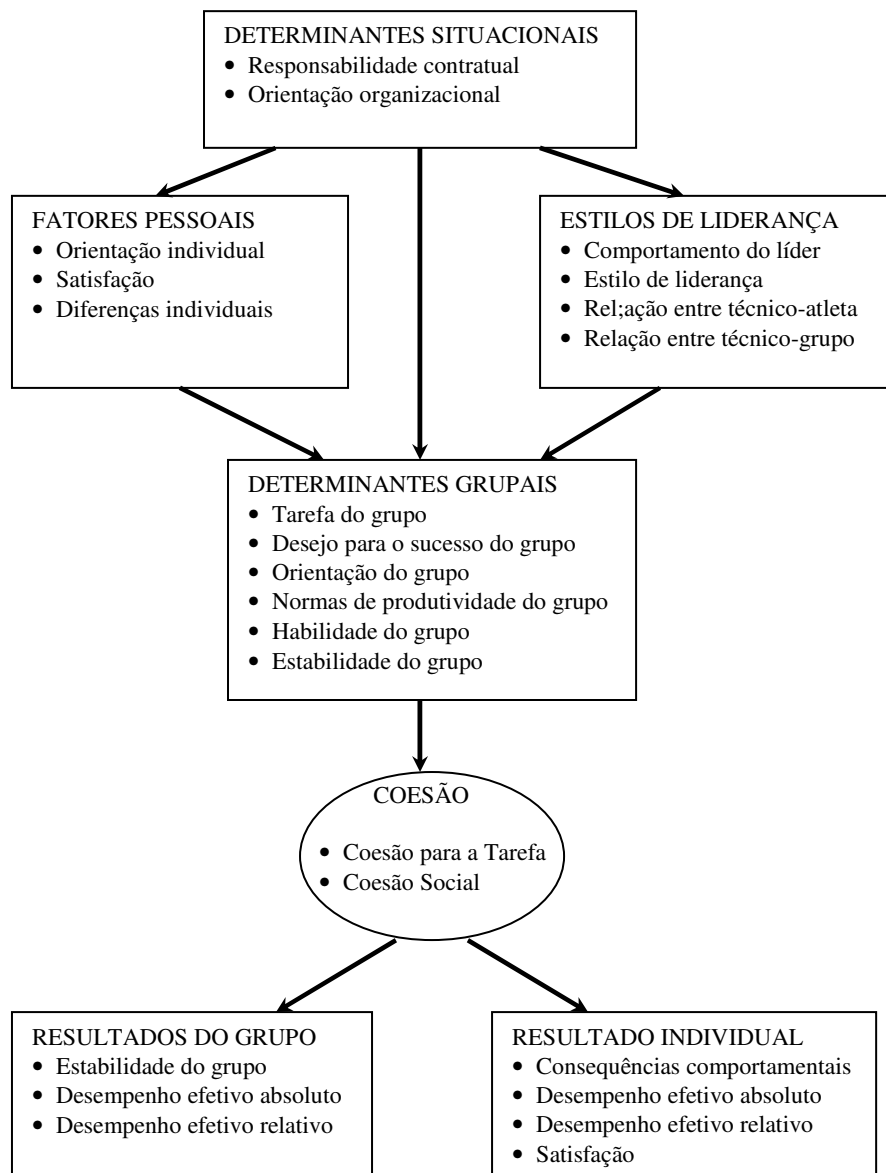 DETERMINANTES SITUACIONAIS
• Responsabilidade contratual
• Orientação organizacional
FATORES PESSOAIS
• Orientação individual
• Satisfação
• Diferenças individuais
ESTILOS DE LIDERANÇA
• Comportamento do líder
• Estilo de liderança
• Rel;ação entre técnico-atleta
• Relação entre técnico-grupo
DETERMINANTES GRUPAIS
• Tarefa do grupo
• Desejo para o sucesso do grupo
• Orientação do grupo
• Normas de produtividade do grupo
• Habilidade do grupo
• Estabilidade do grupo
COESÃO
• Coesão para a Tarefa
• Coesão Social
RESULTADOS DO GRUPO
• Estabilidade do grupo
• Desempenho efetivo absoluto
• Desempenho efetivo relativo
RESULTADO INDIVIDUAL
• Consequências comportamentais
• Desempenho efetivo absoluto
• Desempenho efetivo relativo
• Satisfação